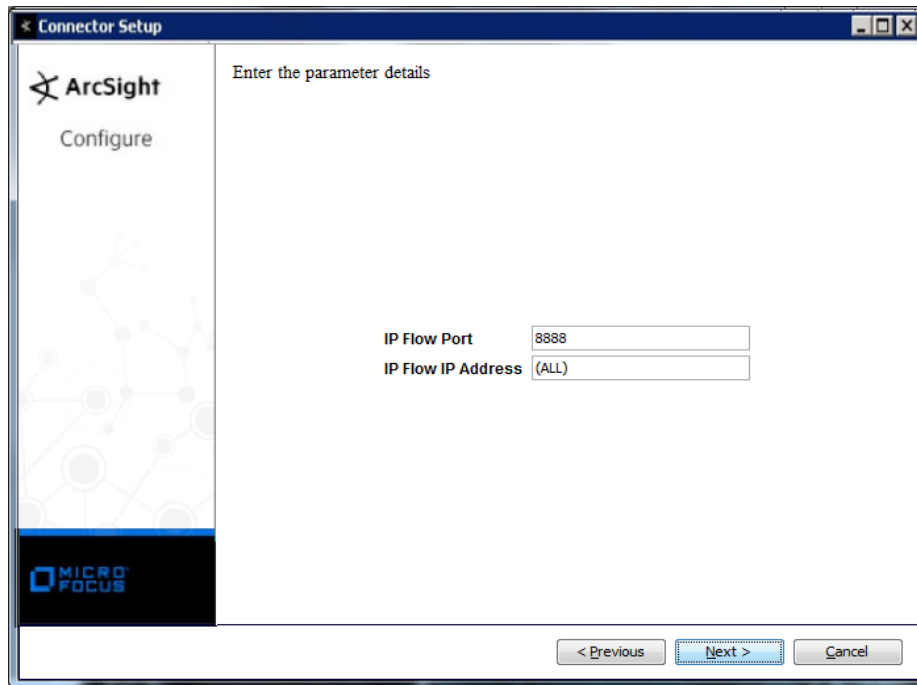 Connector Setup
ArcSight
Configure
Enter the parameter details
IP Flow Port 8888
IP Flow IP Address (ALL)
MICRO
FOCUS
< Previous Next > Cancel